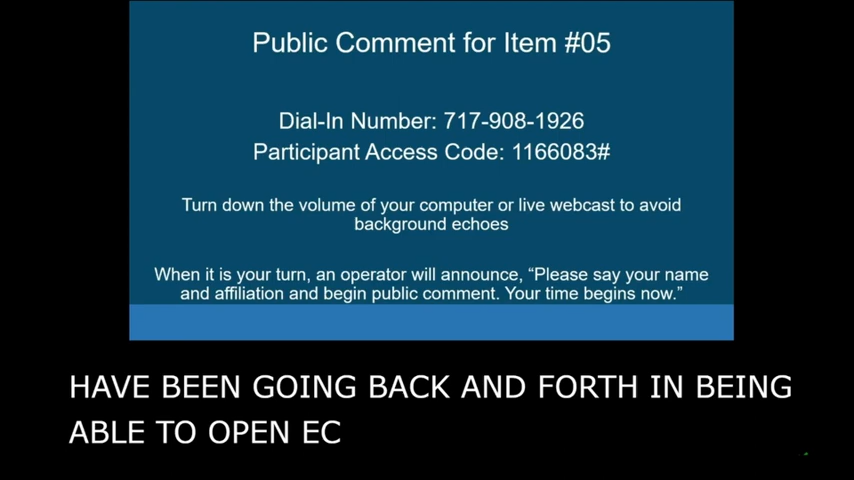 Public Comment for Item #05
Dial-In Number: 717-908-1926
Participant Access Code: 1166083#
Turn down the volume of your computer or live webcast to avoid
background echoes
When it is your turn, an operator will announce, “Please say your name
and affiliation and begin public comment. Your time begins now.”
HAVE BEEN GOING BACK AND FORTH IN BEING
ABLE TO OPEN EC